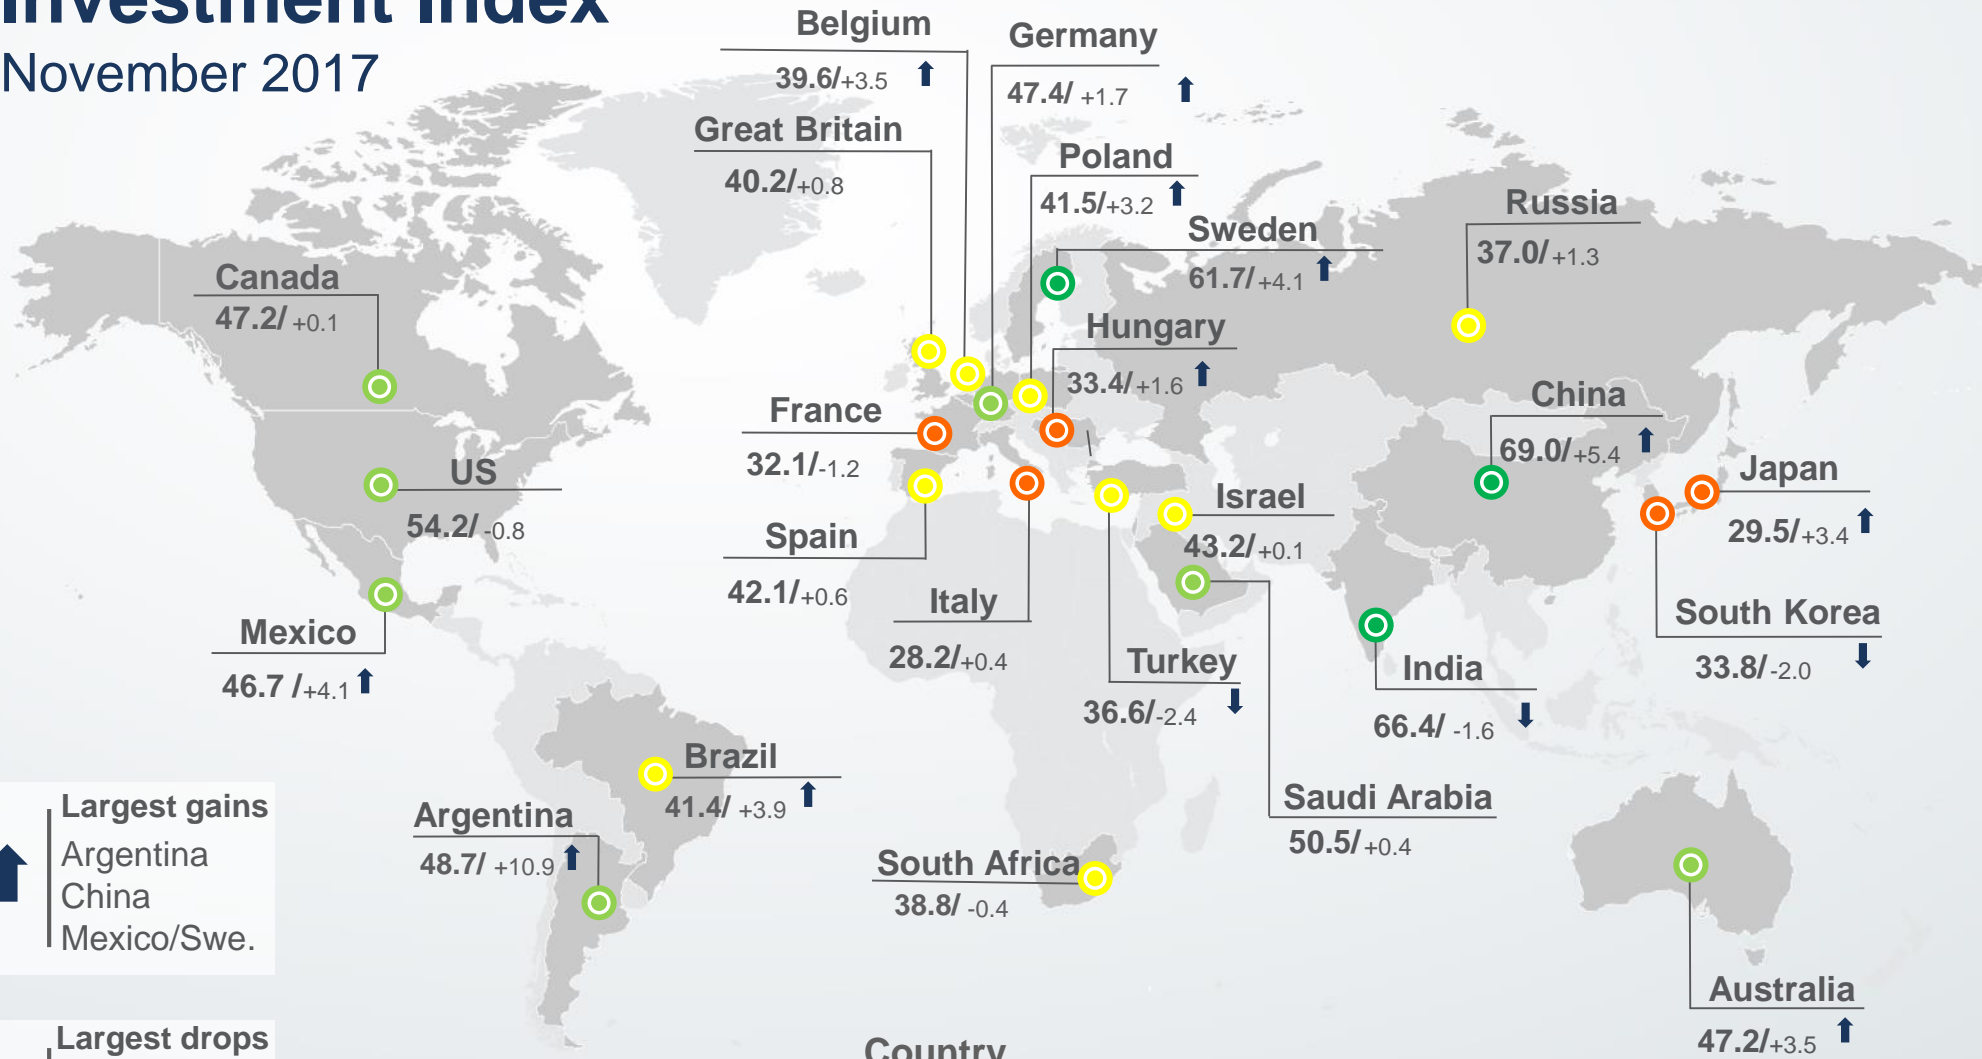 Investment Index
November 2017
Belgium
39.6/+3.5
Germany
47.4/ +1.7
Great Britain
40.2/+0.8
Poland
41.5/+3.2
Sweden
61.7/+4.1
Russia
37.0/+1.3
Canada
47.2/ +0.1
Hungary
33.4/+1.6
China
69.0/+5.4
France
32.1/-1.2
US
54.2/ -0.8
Japan
29.5/+3.4
Israel
43.2/+0.1
Spain
42.1/+0.6
Italy
28.2/+0.4
South Korea
33.8/-2.0
Mexico
46.7 /+4.1
Turkey
36.6/-2.4
India
66.4/ -1.6
Brazil
41.4/ +3.9
Saudi Arabia
50.5/+0.4
Argentina
48.7/ +10.9
South Africa
38.8/ -0.4
Australia
47.2/+3.5
Largest gains
Argentina
China
Mexico/Swe.
Largest drops
Country